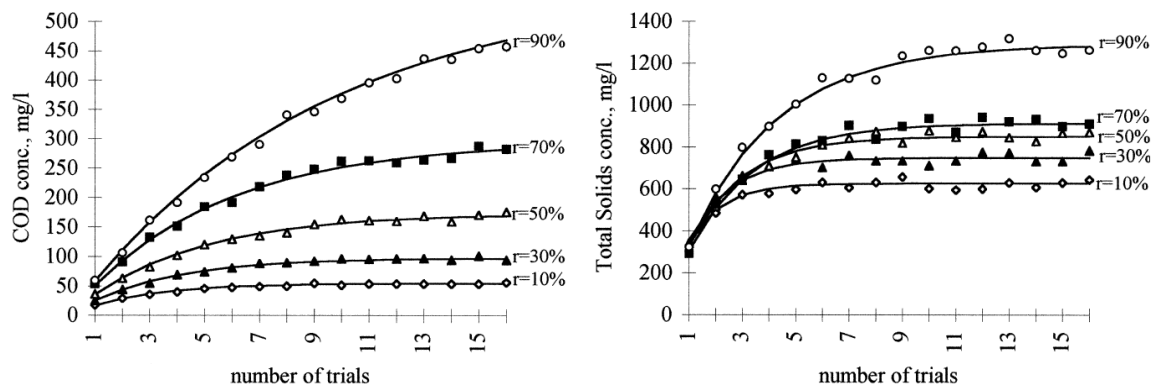 COD conc., mg/l
500
450
400
350
300
250
200
150
100
50
0
r=90%
r=70%
r=50%
r=30%
r=10%
1
3
5
7
9
11
13
15
number of trials
Total Solids conc., mg/l
1400
1200
1000
800
600
400
200
0
r=90%
r=70%
r=50%
r=30%
r=10%
1
3
5
7
9
11
13
15
number of trials